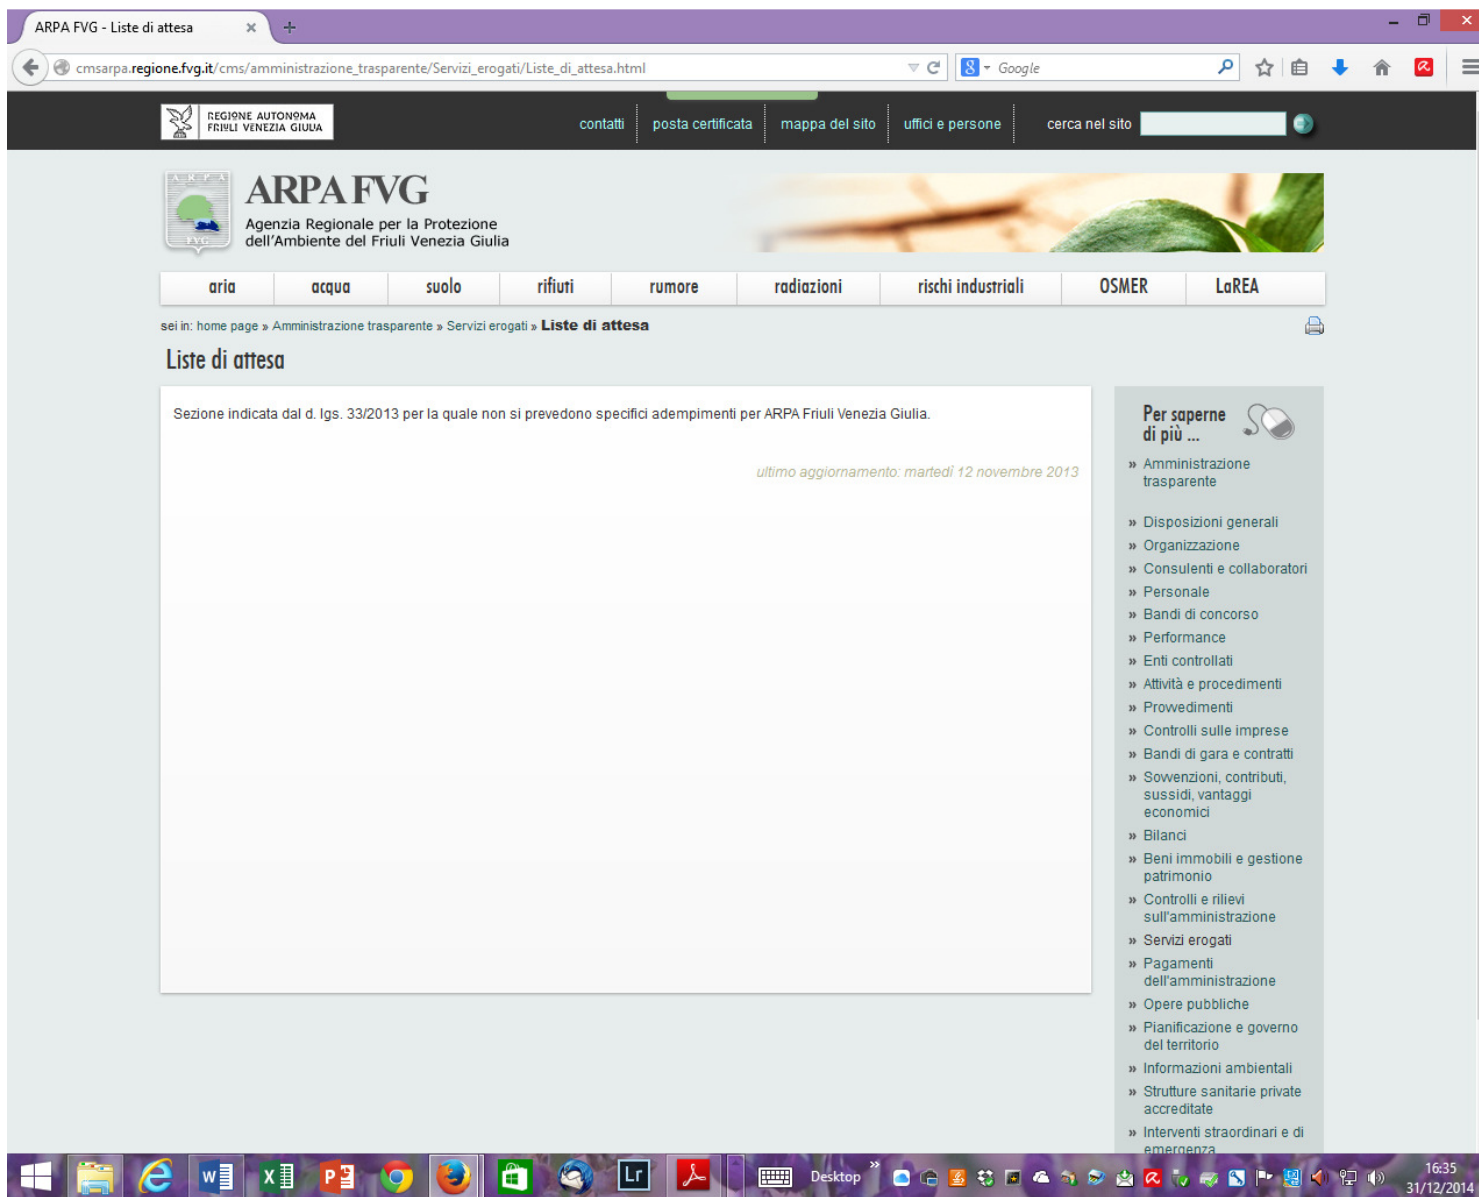 ARPA FVG - Liste di attesa
cmsarpa.regione.fvg.it/cms/amministrazione_trasparente/Servizi_erogati/Liste_di_attesa.html
Google
REGIONE AUTONOMA
FRIULI VENEZIA GIULIA
contatti posta certificata mappa del sito uffici e persone cerca nel sito
ARPA
FVG
ARPA FVG
Agenzia Regionale per la Protezione
dell'Ambiente del Friuli Venezia Giulia
aria acqua suolo rifiuti rumore radiazioni rischi industriali OSMER LaREA
sei in: home page » Amministrazione trasparente » Servizi erogati » Liste di attesa
Liste di attesa
Sezione indicata dal d. lgs. 33/2013 per la quale non si prevedono specifici adempimenti per ARPA Friuli Venezia Giulia.
ultimo aggiornamento: martedì 12 novembre 2013
Per saperne
di più ...
» Amministrazione
trasparente
» Disposizioni generali
» Organizzazione
» Consulenti e collaboratori
» Personale
» Bandi di concorso
» Performance
» Enti controllati
» Attività e procedimenti
» Provvedimenti
» Controlli sulle imprese
» Bandi di gara e contratti
» Sovvenzioni, contributi,
sussidi, vantaggi
economici
» Bilanci
» Beni immobili e gestione
patrimonio
» Controlli e rilievi
sull'amministrazione
» Servizi erogati
» Pagamenti
dell'amministrazione
» Opere pubbliche
» Pianificazione e governo
del territorio
» Informazioni ambientali
» Strutture sanitarie private
accreditate
» Interventi straordinari e di
emergenza
Desktop
16:35
31/12/2014